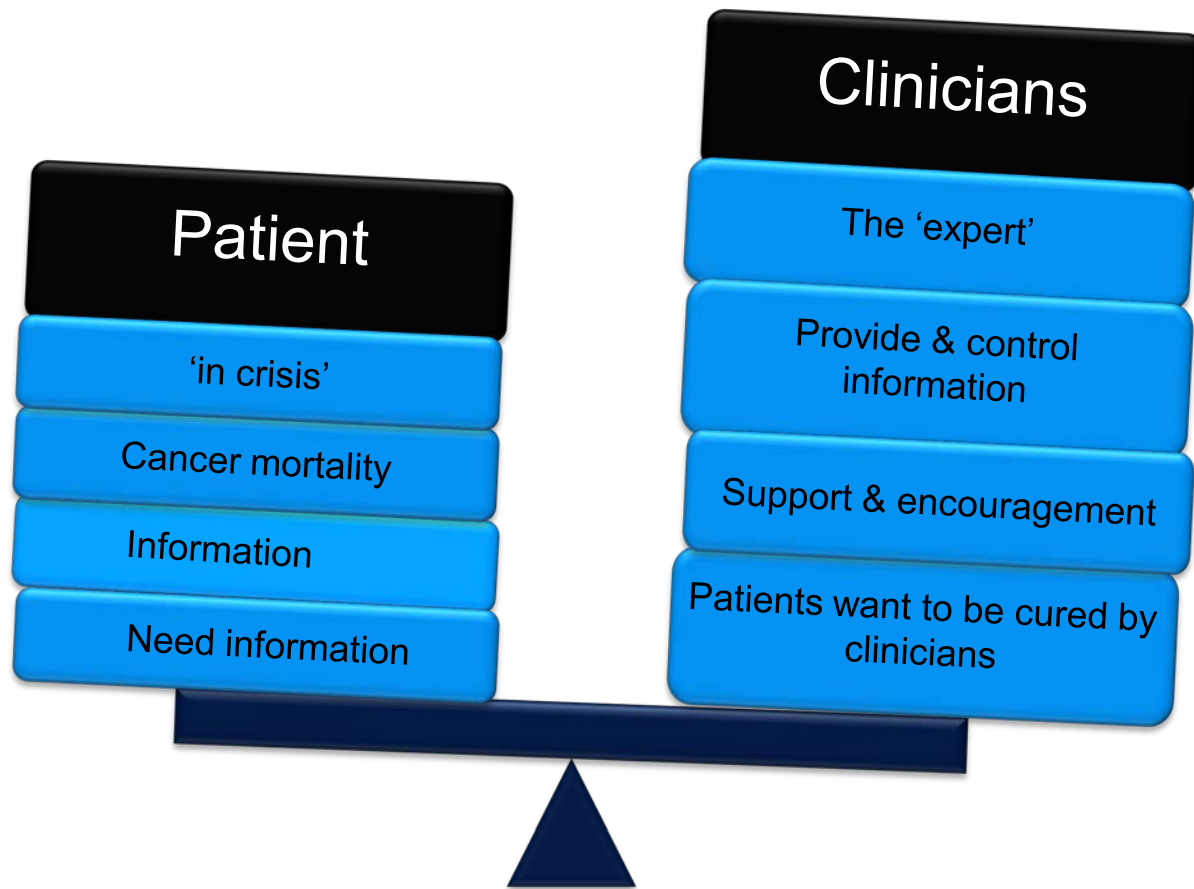 Patient
‘in crisis’
Cancer mortality
Information
Need information
Clinicians
The ‘expert’
Provide & control
information
Support & encouragement
Patients want to be cured by
clinicians